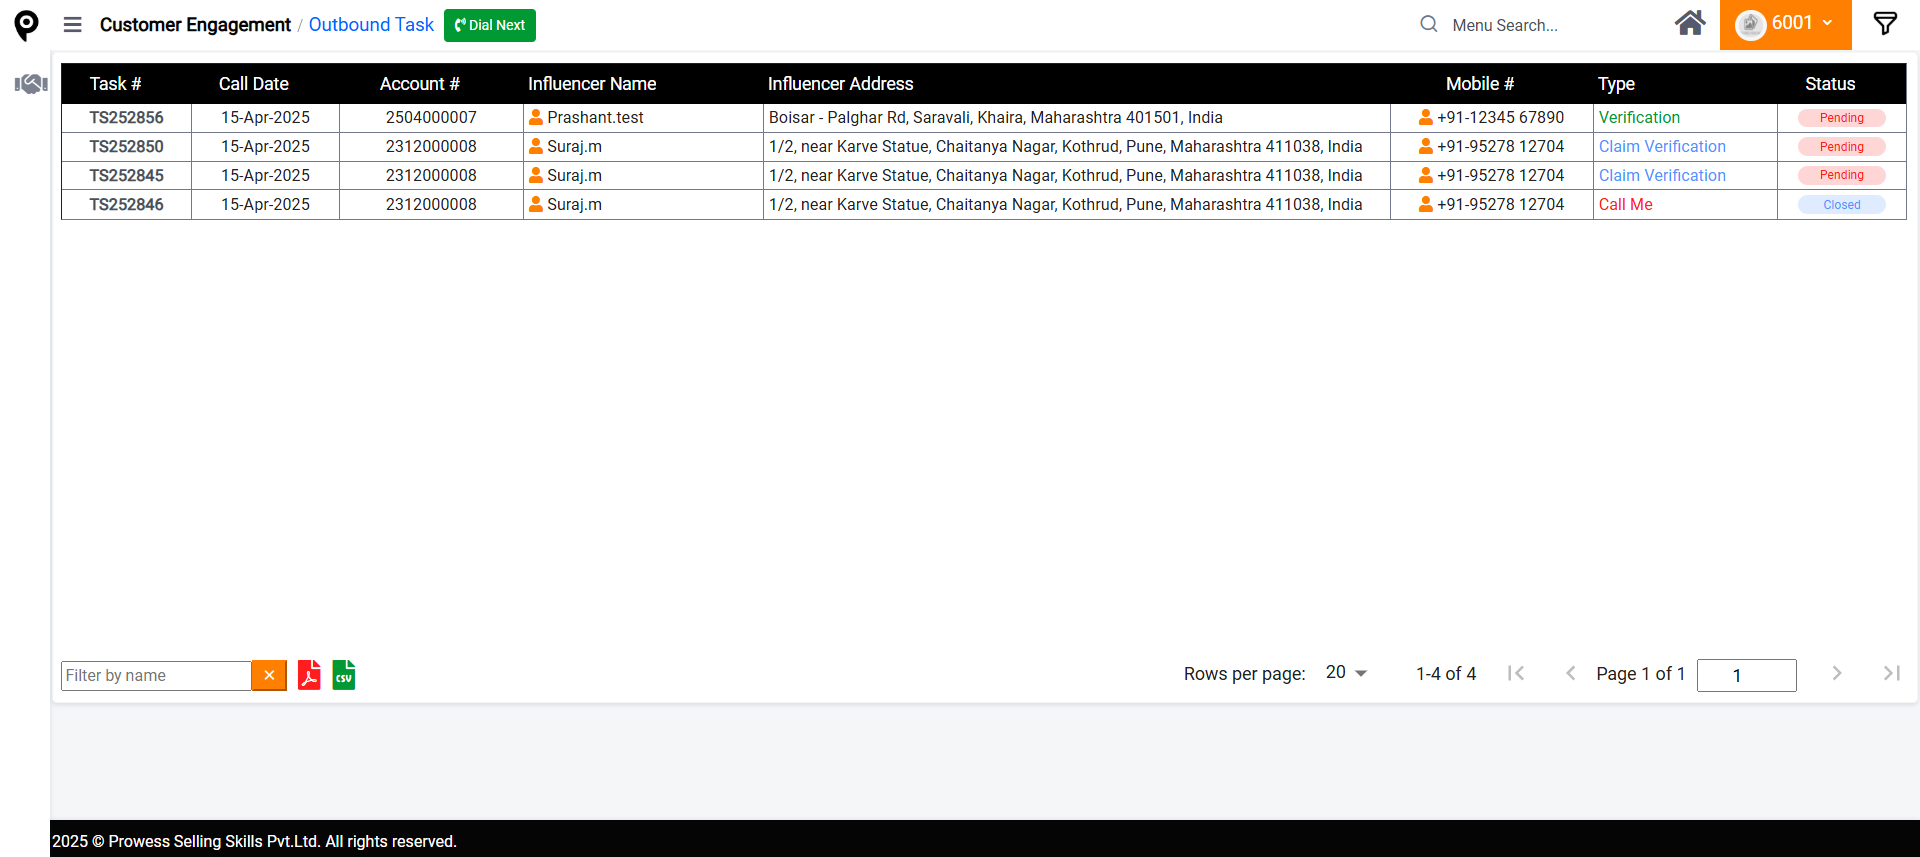 Customer Engagement / Outbound Task Dial Next Menu Search... 6001
Task # Call Date Account # Influencer Name Influencer Address Mobile # Type Status
TS252856 15-Apr-2025 2504000007 Prashant.test Boisar - Palghar Rd, Saravali, Khaira, Maharashtra 401501, India +91-12345 67890 Verification Pending
TS252850 15-Apr-2025 2312000008 Suraj.m 1/2, near Karve Statue, Chaitanya Nagar, Kothrud, Pune, Maharashtra 411038, India +91-95278 12704 Claim Verification Pending
TS252845 15-Apr-2025 2312000008 Suraj.m 1/2, near Karve Statue, Chaitanya Nagar, Kothrud, Pune, Maharashtra 411038, India +91-95278 12704 Claim Verification Pending
TS252846 15-Apr-2025 2312000008 Suraj.m 1/2, near Karve Statue, Chaitanya Nagar, Kothrud, Pune, Maharashtra 411038, India +91-95278 12704 Call Me Closed
Filter by name CSV Rows per page: 20 1-4 of 4 Page 1 of 1 1
2025 © Prowess Selling Skills Pvt.Ltd. All rights reserved.